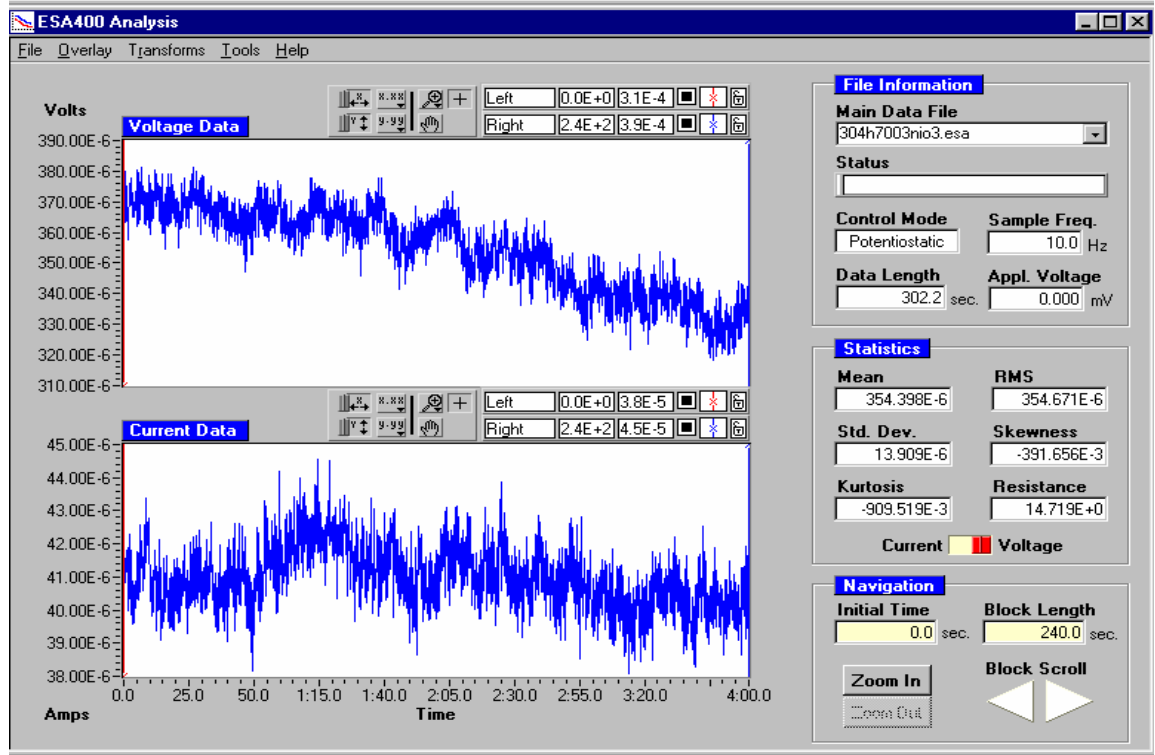 ESA400 Analysis
File Overlay Transforms Tools Help
Volts
Voltage Data
Left 0.0E+0 3.1E-4
Right 2.4E+2 3.9E-4
390.00E-6
380.00E-6
370.00E-6
360.00E-6
350.00E-6
340.00E-6
330.00E-6
320.00E-6
310.00E-6
Current Data
Left 0.0E+0 3.8E-5
Right 2.4E+2 4.5E-5
45.00E-6
44.00E-6
43.00E-6
42.00E-6
41.00E-6
40.00E-6
39.00E-6
38.00E-6
0.0 25.0 50.0 1:15.0 1:40.0 2:05.0 2:30.0 2:55.0 3:20.0 4:00.0
Amps
Time
File Information
Main Data File
304h7003nio3.esa
Status
Control Mode Sample Freq.
Potentiostatic 10.0 Hz
Data Length Appl. Voltage
302.2 sec. 0.000 mV
Statistics
Mean RMS
354.398E-6 354.671E-6
Std. Dev. Skewness
13.909E-6 -391.656E-3
Kurtosis Resistance
-909.519E-3 14.719E+0
Current Voltage
Navigation
Initial Time Block Length
0.0 sec. 240.0 sec.
Zoom In Block Scroll
Zoom Out